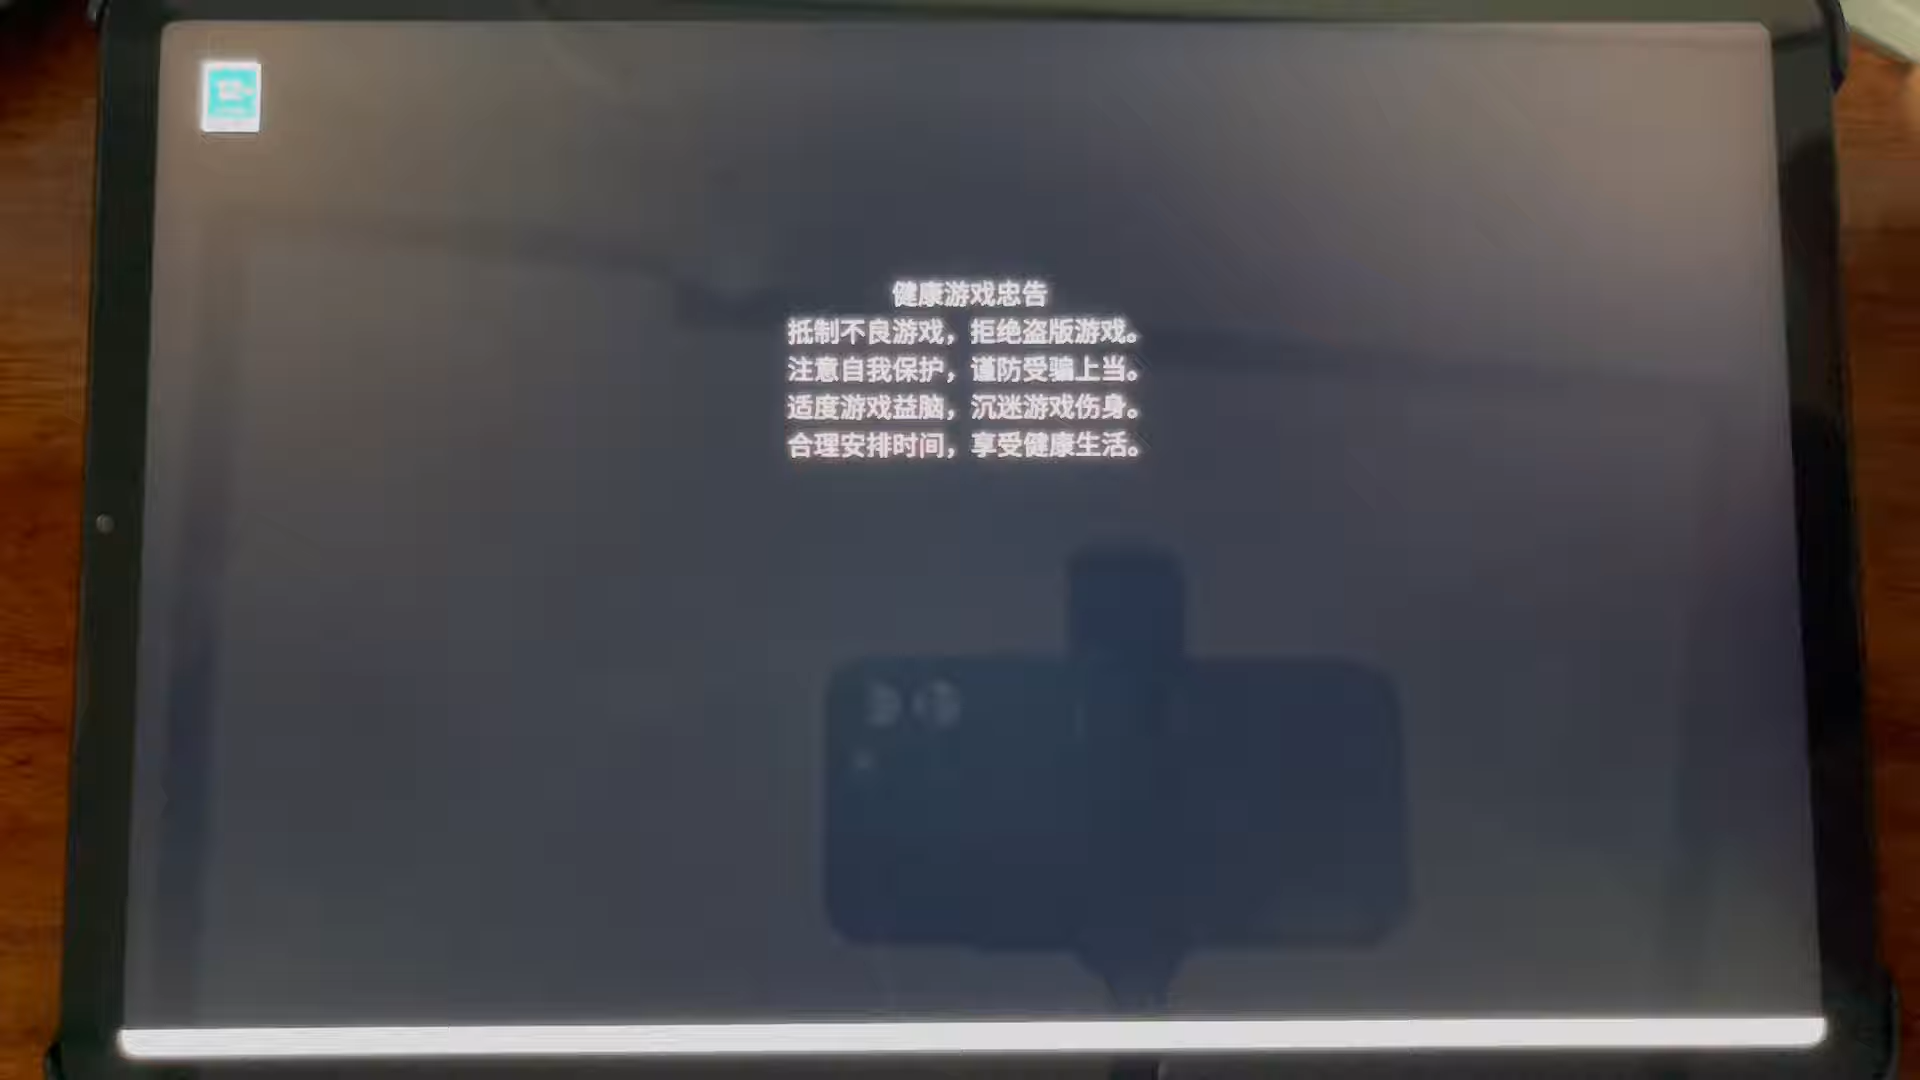 12+
健康游戏忠告
抵制不良游戏，拒绝盗版游戏。
注意自我保护，谨防受骗上当。
适度游戏益脑，沉迷游戏伤身。
合理安排时间，享受健康生活。